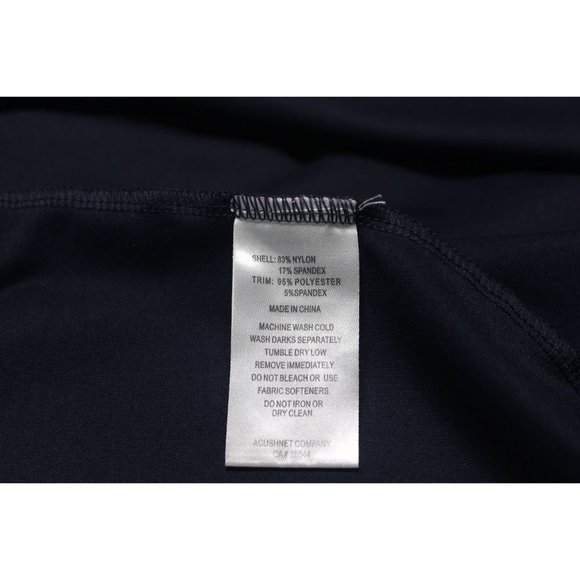 SHELL: 83% NYLON
17% SPANDEX
TRIM: 95% POLYESTER
5%SPANDEX
MADE IN CHINA
MACHINE WASH COLD
WASH DARKS SEPARATELY
TUMBLE DRY LOW
REMOVE IMMEDIATELY.
DO NOT BLEACH OR USE
FABRIC SOFTENERS.
DO NOT IRON OR
DRY CLEAN.
ACUSHNET COMPANY
CA# 26544